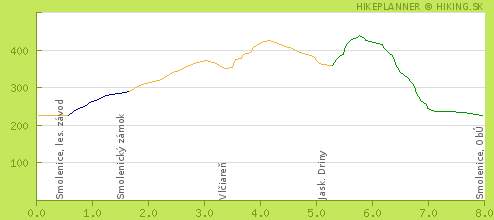 HIKEPLANNER © HIKING.SK
400
300
200
100
Smolenice, les. závod
Smolenický zámok
Vlčiareň
Jask. Driny
Smolenice, ObÚ
0.0 1.0 2.0 3.0 4.0 5.0 6.0 7.0 8.0